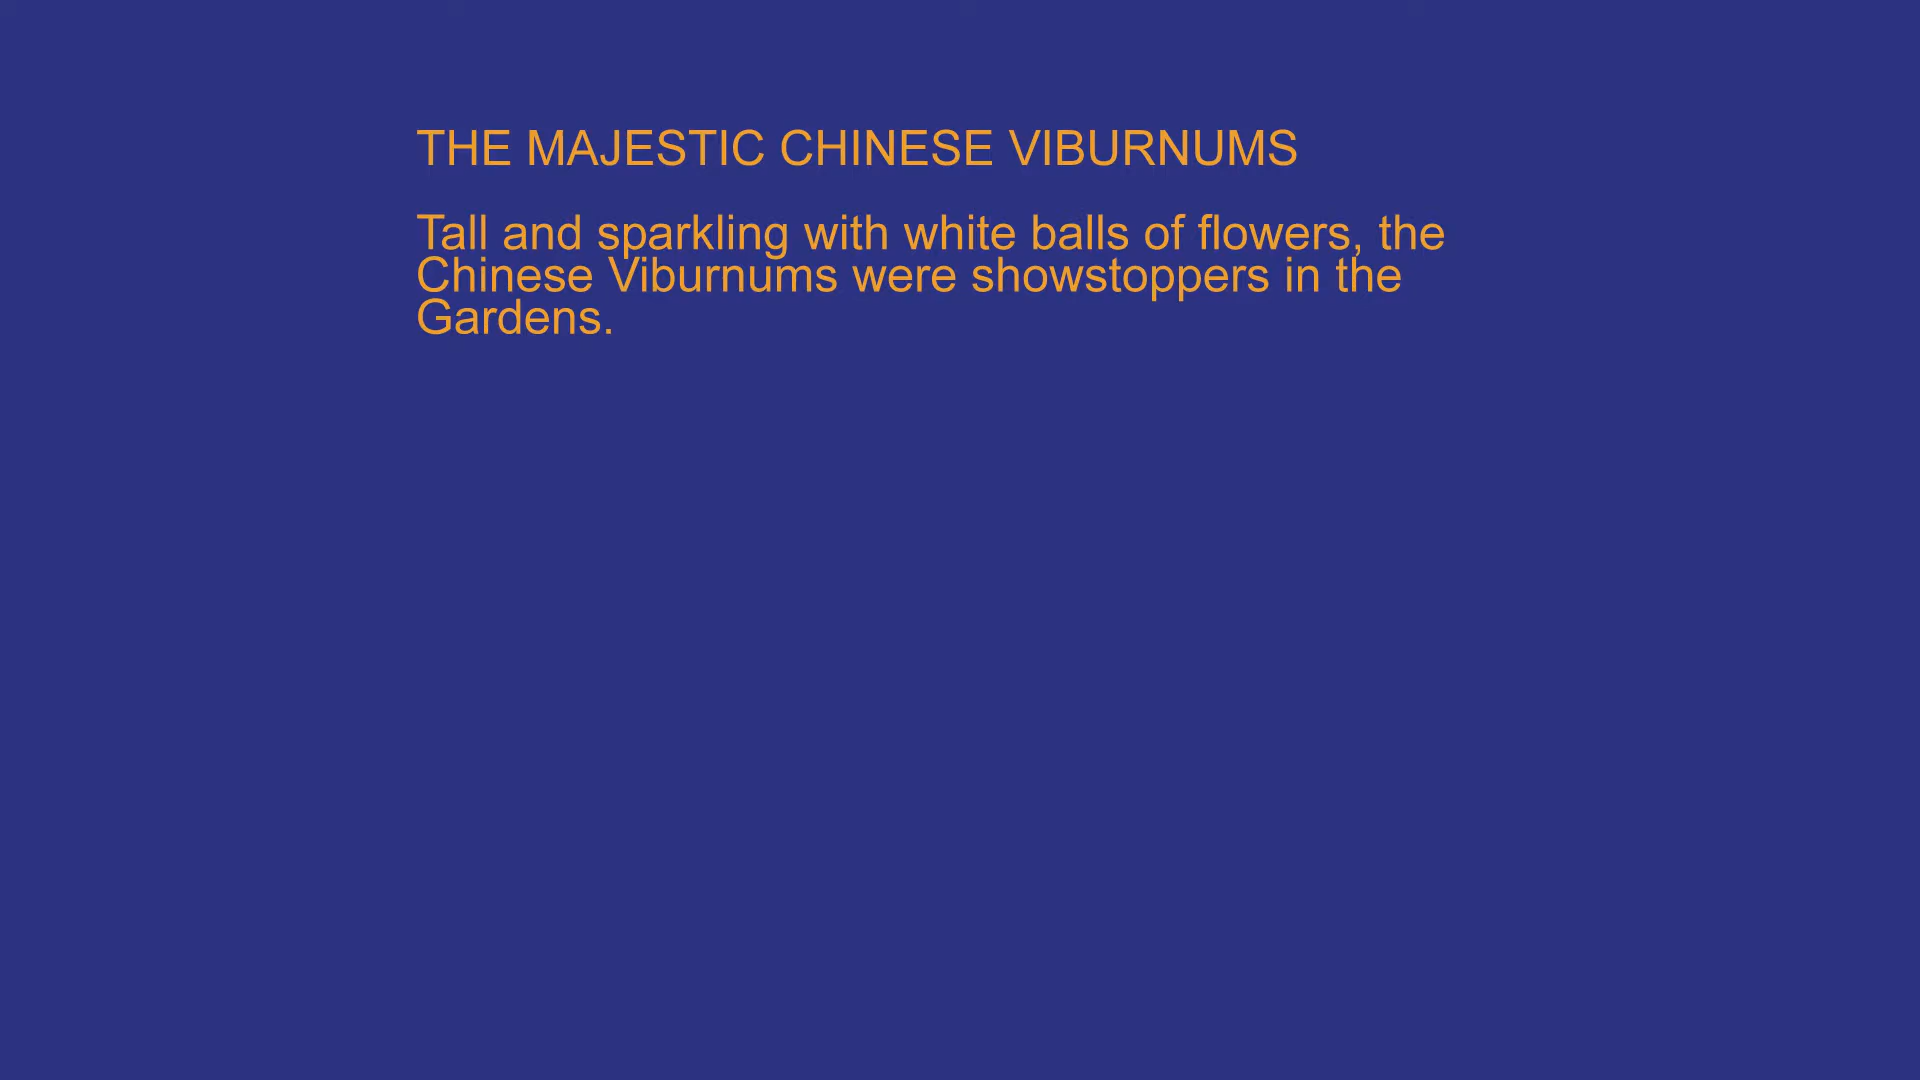 THE MAJESTIC CHINESE VIBURNUMS
Tall and sparkling with white balls of flowers, the
Chinese Viburnums were showstoppers in the
Gardens.